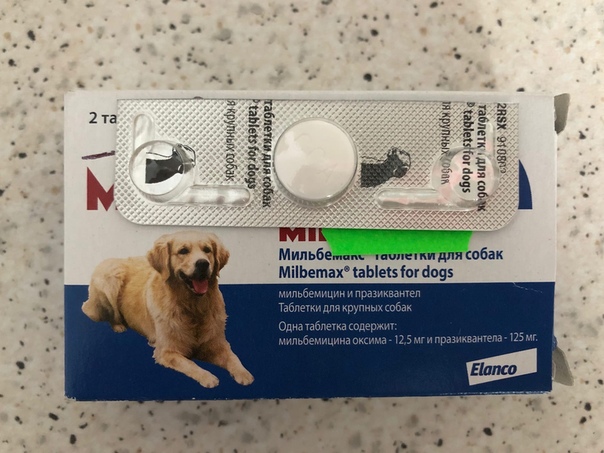 2 та
таблетки для собак
tablets for dogs
я крупных собак
2RSX
таблетки для собак
tablets for dogs
я крупных собак
Мильбемакс® таблетки для собак
Milbemax® tablets for dogs
мильбемицин и празиквантел
Таблетки для крупных собак
Одна таблетка содержит:
мильбемицина оксима - 12,5 мг и празиквантела - 125 мг.
Elanco